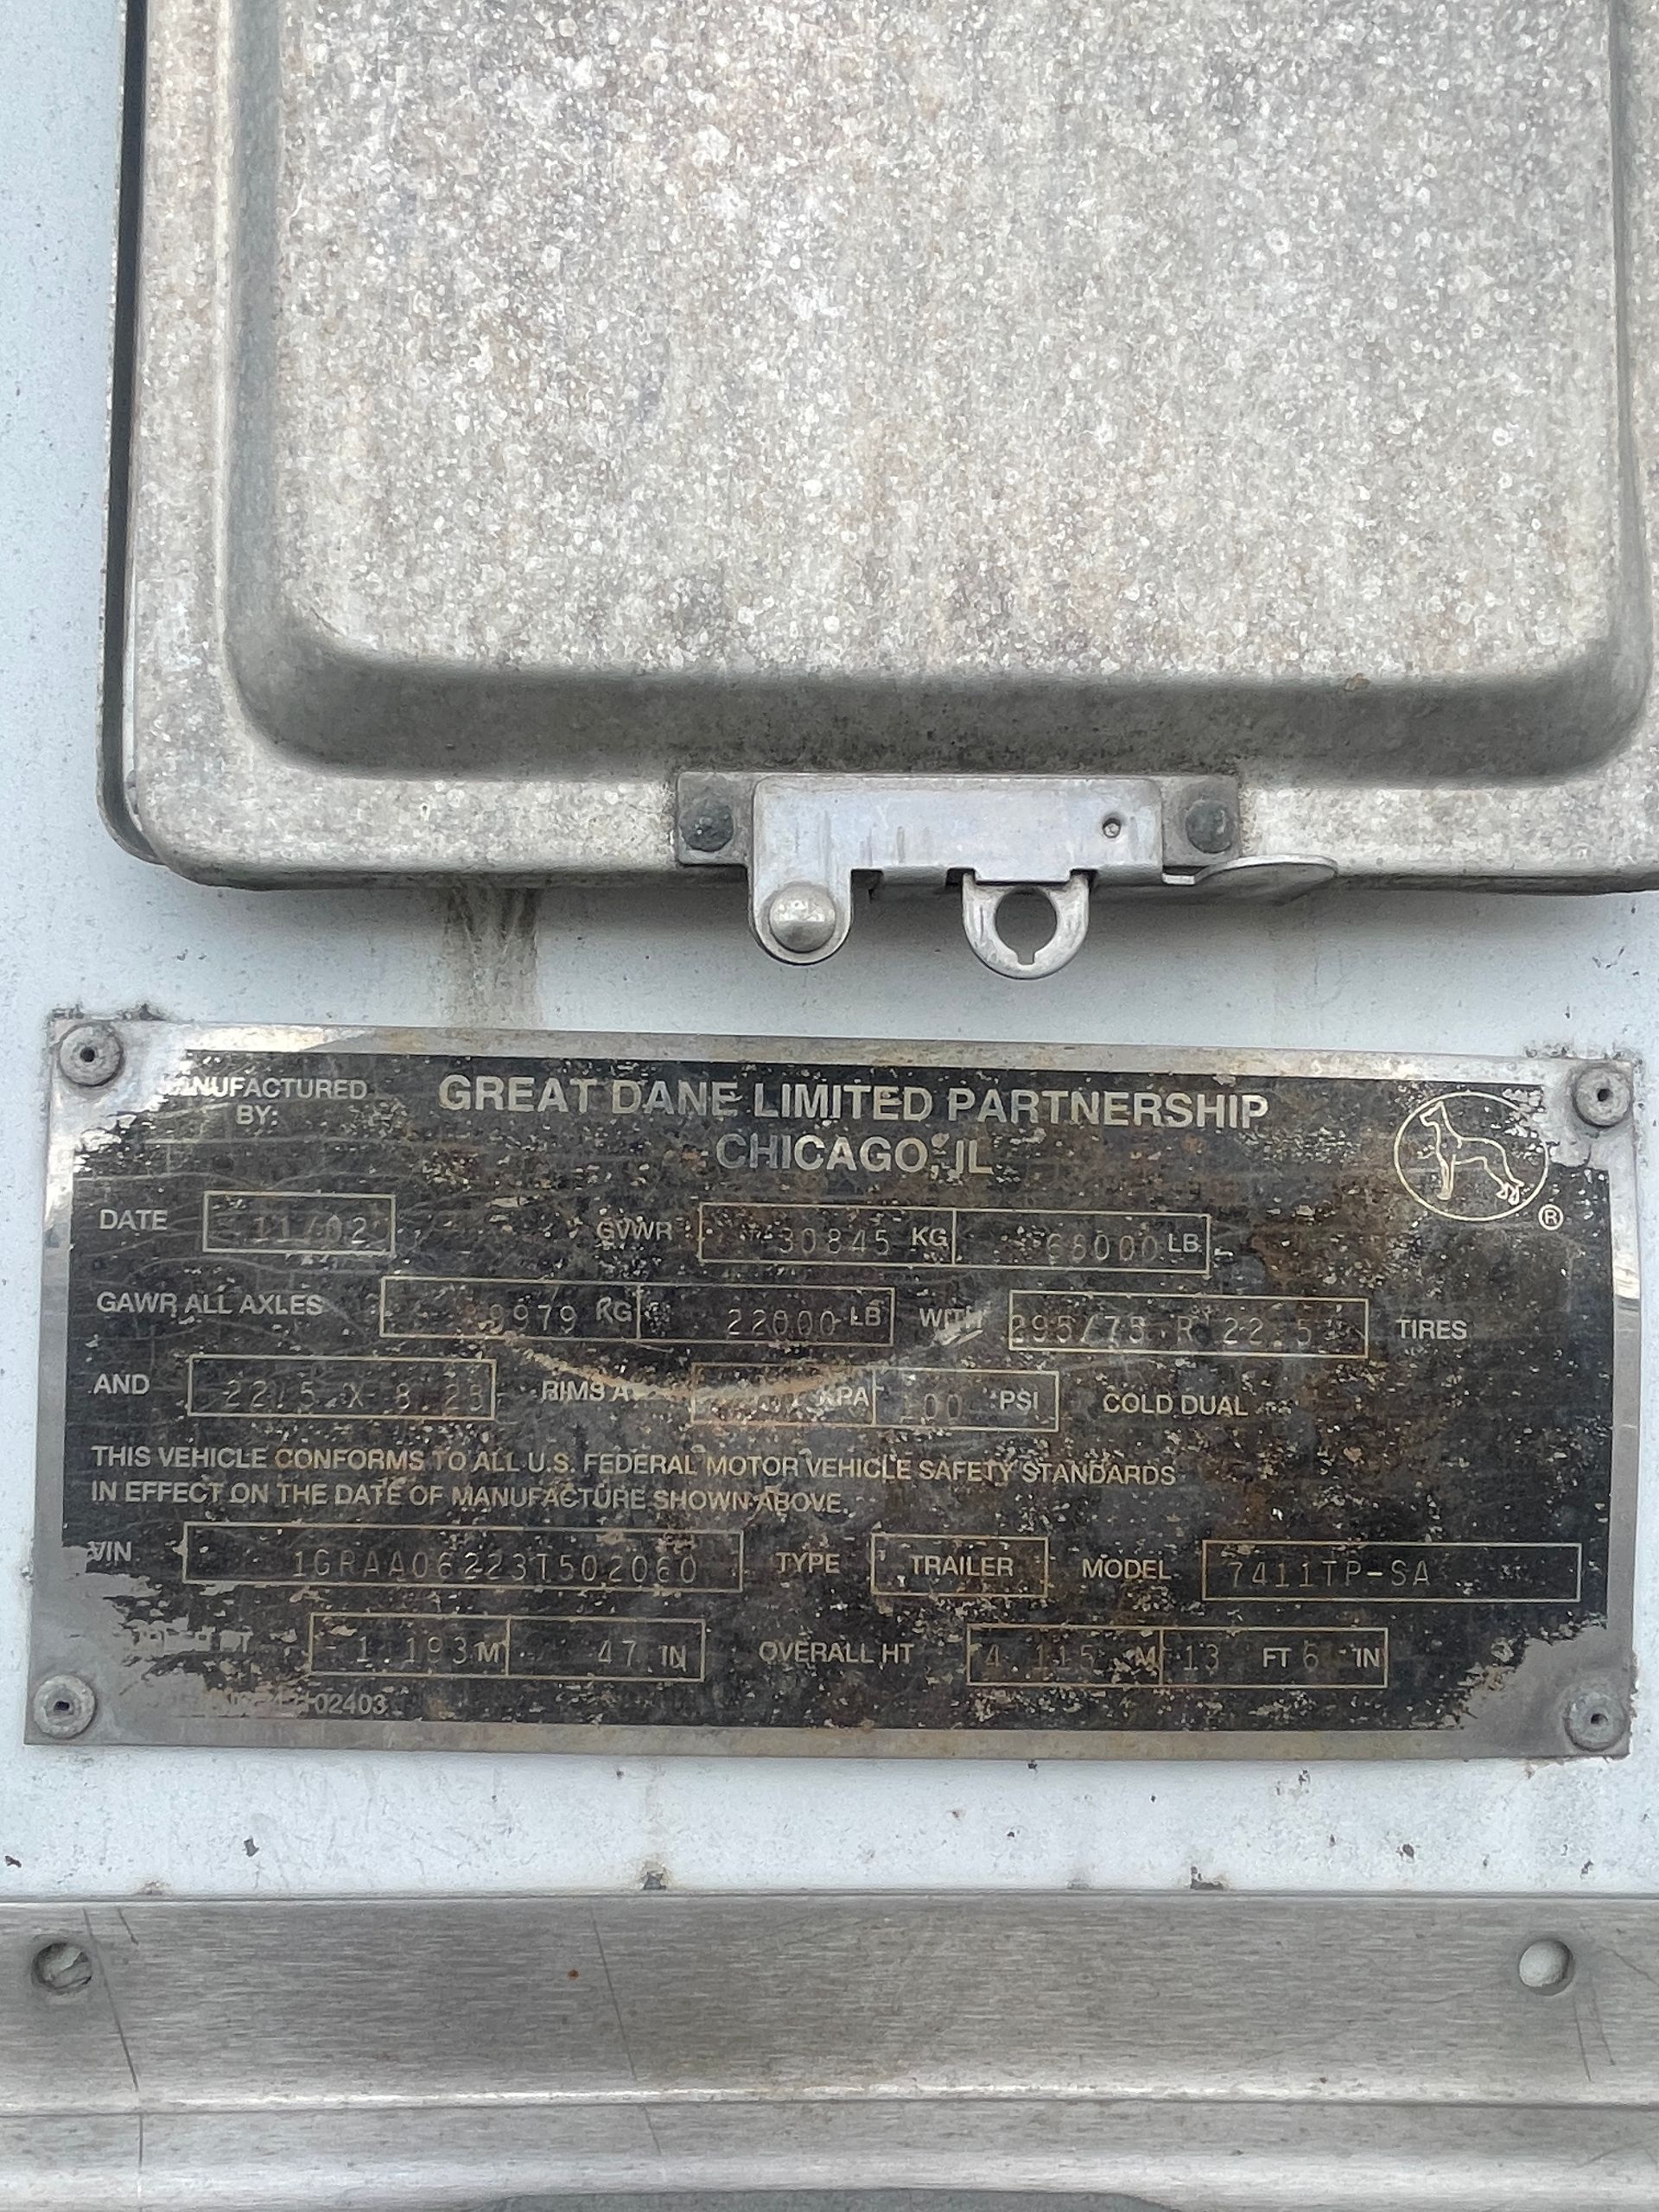 MANUFACTURED
BY:
GREAT DANE LIMITED PARTNERSHIP
CHICAGO, IL
®
DATE 11/02 GVWR 30845 KG 68000 LB
GAWR ALL AXLES 9979 KG 22000 LB WITH 295/75 R 22.5 TIRES
AND 22.5 X 8.25 RIMS KPA 100 PSI COLD DUAL
THIS VEHICLE CONFORMS TO ALL U.S. FEDERAL MOTOR VEHICLE SAFETY STANDARDS
IN EFFECT ON THE DATE OF MANUFACTURE SHOWN ABOVE.
VIN 1GRAA06223T502060 TYPE TRAILER MODEL 7411TP-SA
1.193 M 47 IN OVERALL HT 4.115 M 13 FT 6 IN
02403